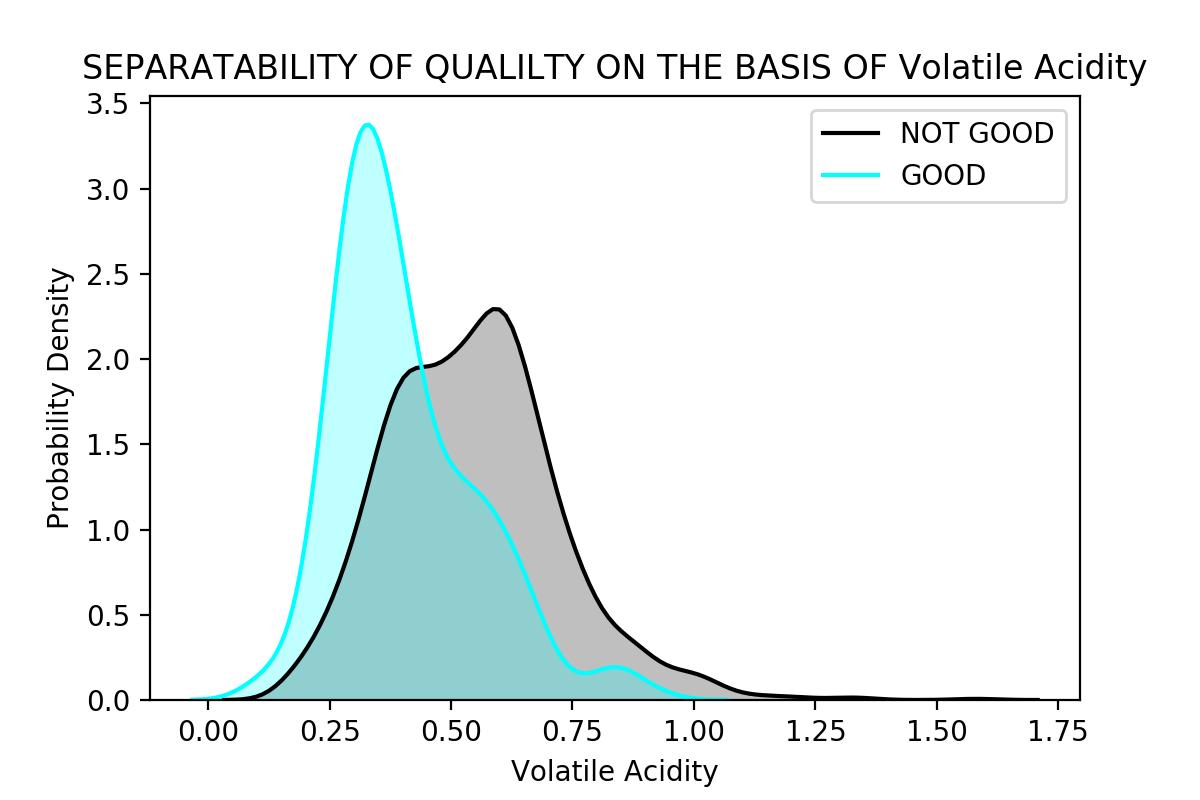 SEPARATABILITY OF QUALILTY ON THE BASIS OF Volatile Acidity
3.5
3.0
2.5
2.0
1.5
1.0
0.5
0.0
Probability Density
NOT GOOD
GOOD
0.00 0.25 0.50 0.75 1.00 1.25 1.50 1.75
Volatile Acidity